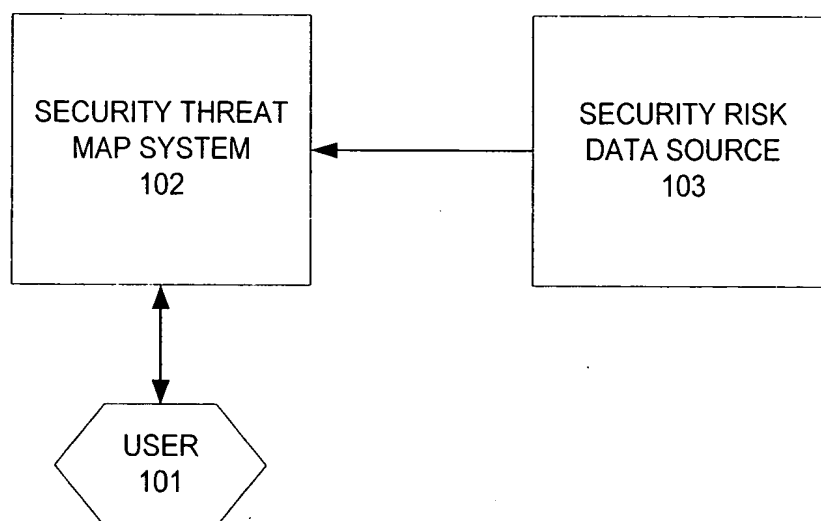 SECURITY THREAT
MAP SYSTEM
102
SECURITY RISK
DATA SOURCE
103
USER
101